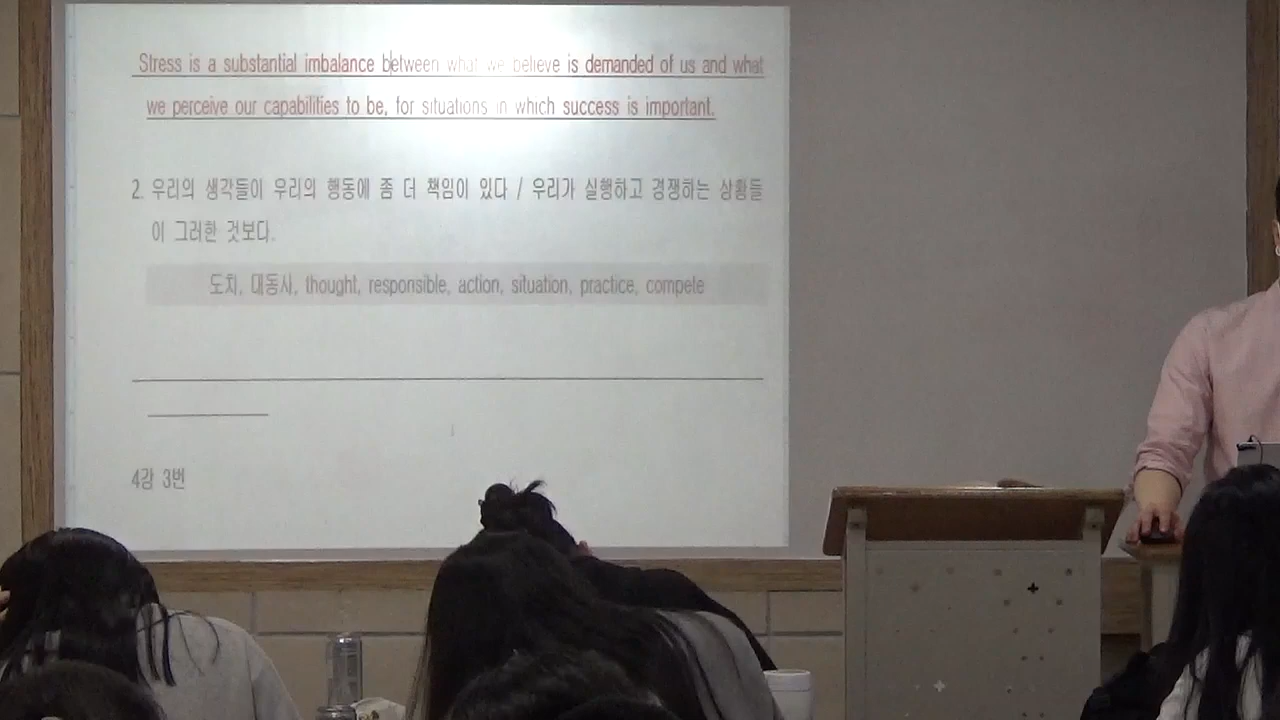 Stress is a substantial imbalance between what we believe is demanded of us and what
we perceive our capabilities to be, for situations in which success is important.
2. 우리의 생각들이 우리의 행동에 좀 더 책임이 있다 / 우리가 실행하고 경쟁하는 상황들
이 그러한 것보다.
도치, 대동사, thought, responsible, action, situation, practice, compete
4강 3번